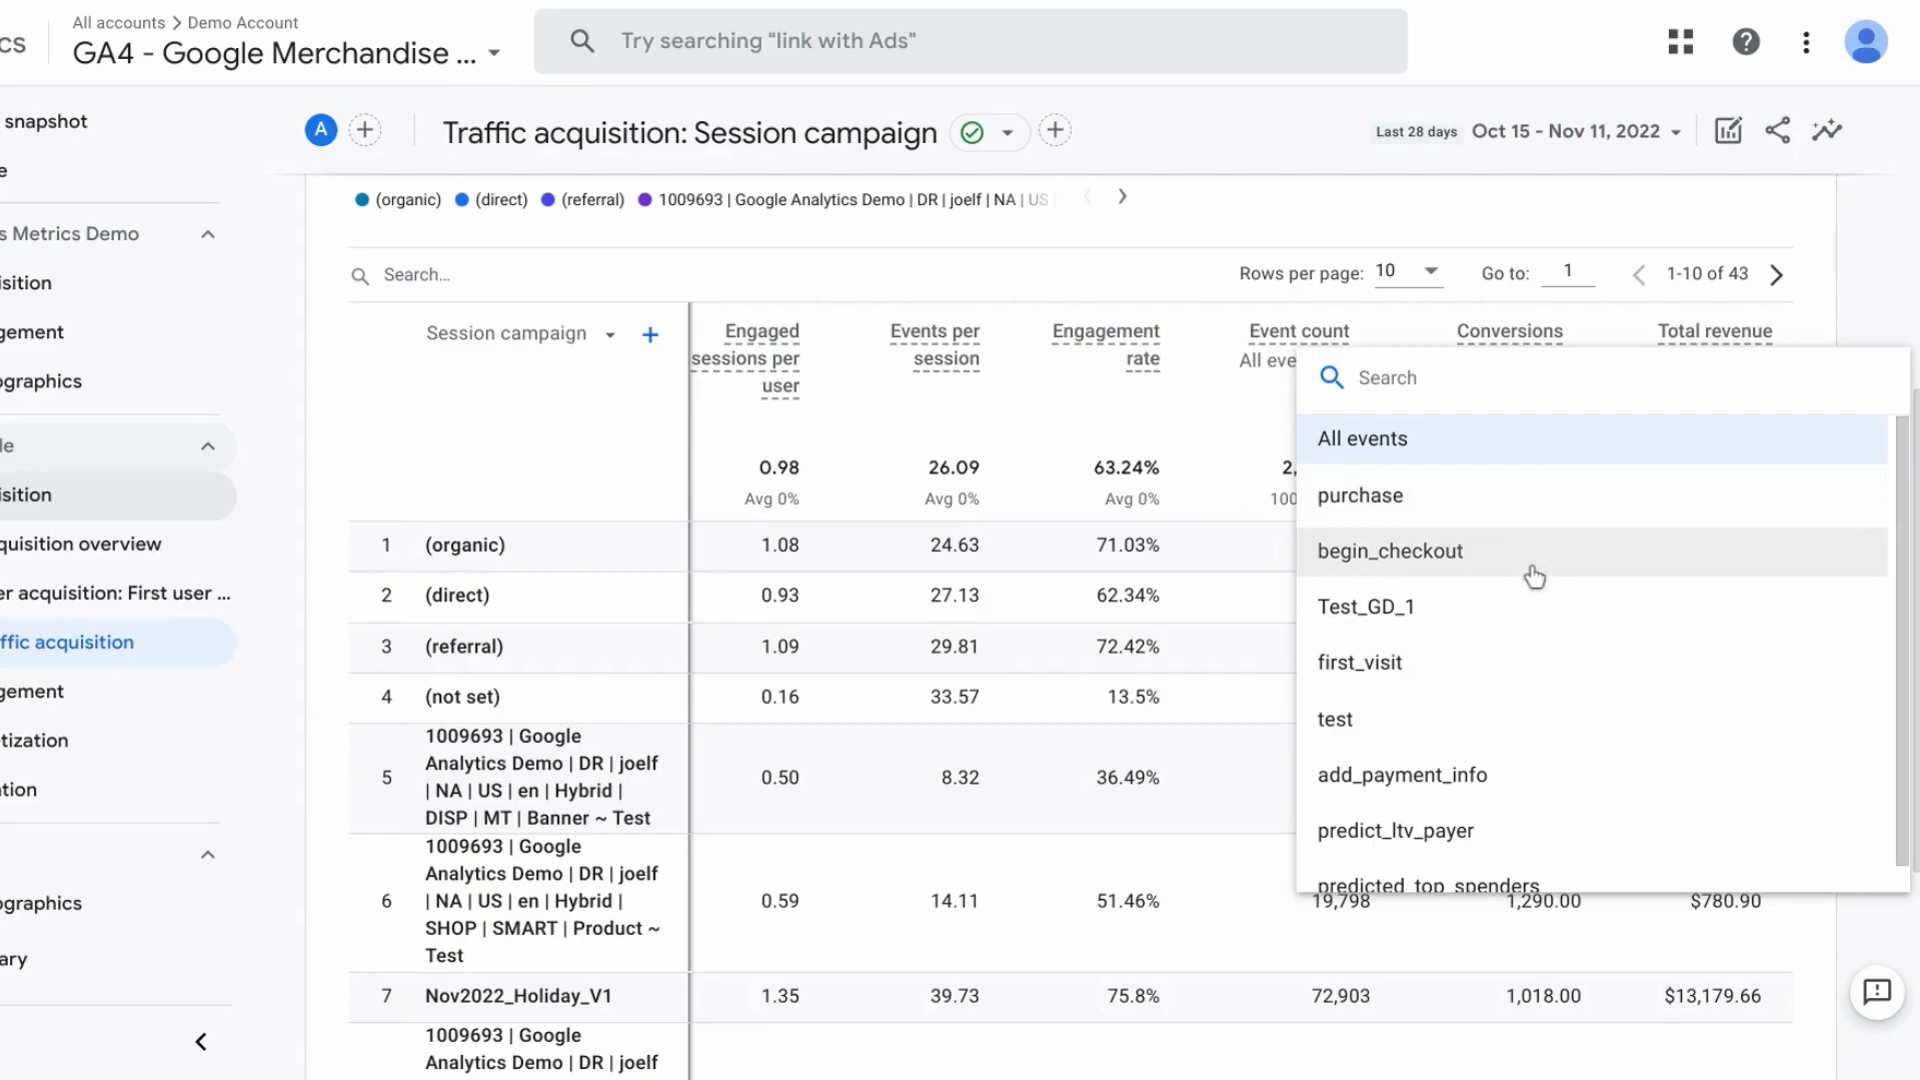 cs
All accounts > Demo Account
GA4 - Google Merchandise ...
Try searching "link with Ads"
snapshot
e
s Metrics Demo
isition
gement
ographics
le
isition
quisition overview
er acquisition: First user ...
ffic acquisition
gement
tization
tion
ographics
ary
A
Traffic acquisition: Session campaign
Last 28 days Oct 15 - Nov 11, 2022
(organic) (direct) (referral) 1009693 | Google Analytics Demo | DR | joelf | NA | US
Search...
Rows per page: 10 Go to: 1 1-10 of 43
Session campaign
Engaged sessions per user
Events per session
Engagement rate
Event count
All eve
Conversions
Total revenue
0.98 26.09 63.24% 2,
Avg 0% Avg 0% Avg 0% 100
1 (organic) 1.08 24.63 71.03%
2 (direct) 0.93 27.13 62.34%
3 (referral) 1.09 29.81 72.42%
4 (not set) 0.16 33.57 13.5%
1009693 | Google
Analytics Demo | DR | joelf
5 | NA | US | en | Hybrid | 0.50 8.32 36.49%
DISP | MT | Banner ~ Test
1009693 | Google
Analytics Demo | DR | joelf
6 | NA | US | en | Hybrid | 0.59 14.11 51.46% 19,798 1,290.00 $780.90
SHOP | SMART | Product ~
Test
7 Nov2022_Holiday_V1 1.35 39.73 75.8% 72,903 1,018.00 $13,179.66
1009693 | Google
Analytics Demo | DR | joelf
Search
All events
purchase
begin_checkout
Test_GD_1
first_visit
test
add_payment_info
predict_ltv_payer
predicted_top_spenders